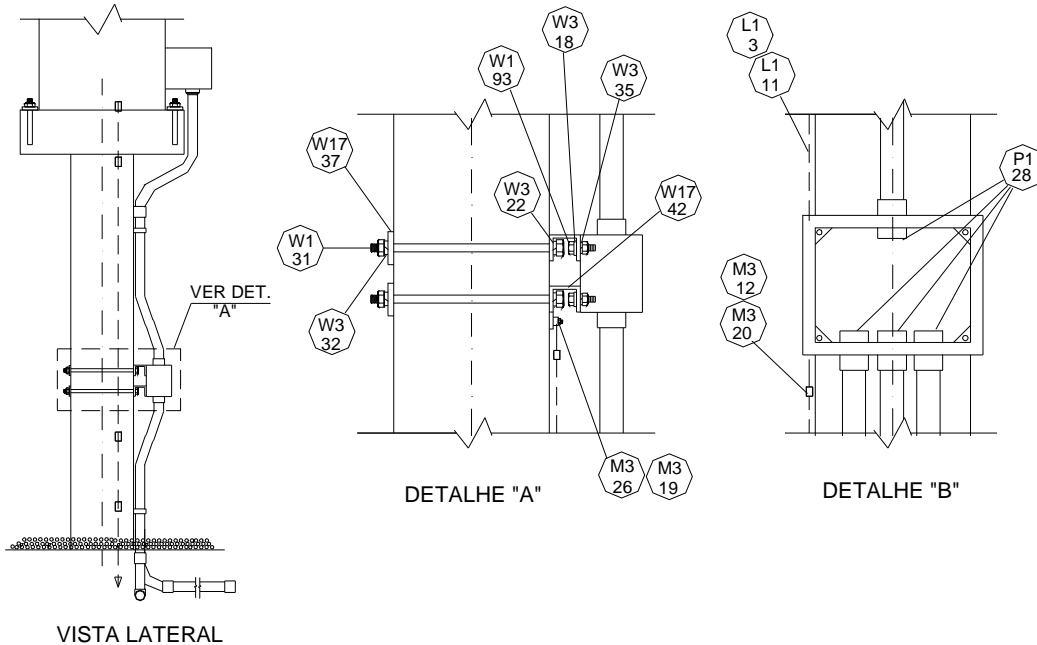 VER DET.
"A"
VISTA LATERAL
W3
18
W1
93
W3
35
W17
37
W3
22
W17
42
W1
31
W3
32
M3
26
M3
19
DETALHE "A"
L1
3
L1
11
P1
28
M3
12
M3
20
DETALHE "B"